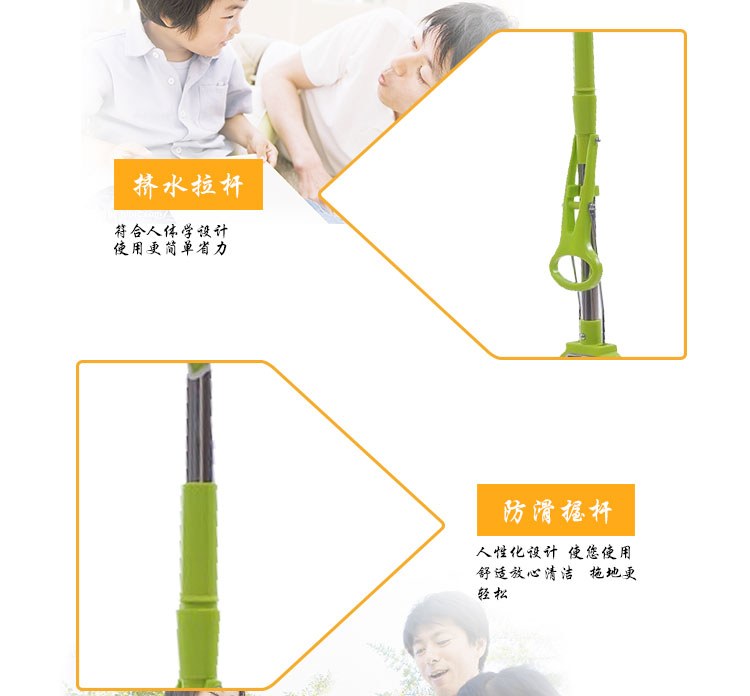 挤水拉杆
符合人体学设计
使用更简单省力
防滑握杆
人性化设计 使您使用
舒适放心清洁 拖地更
轻松